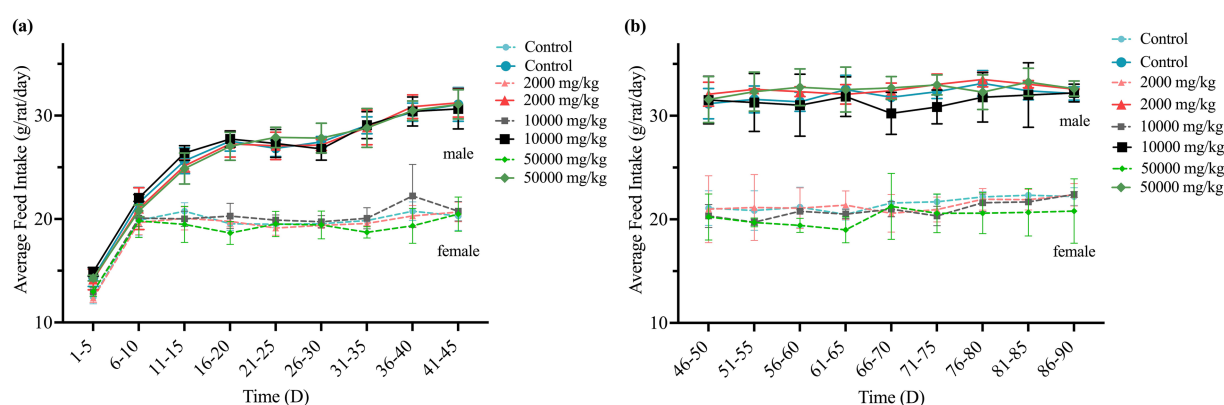 (a)
Average Feed Intake (g/rat/day)
30
20
10
1-5
6-10
11-15
16-20
21-25
26-30
31-35
36-40
41-45
Time (D)
male
female
Control
Control
2000 mg/kg
2000 mg/kg
10000 mg/kg
10000 mg/kg
50000 mg/kg
50000 mg/kg
(b)
Average Feed Intake (g/rat/day)
30
20
10
46-50
51-55
56-60
61-65
66-70
71-75
76-80
81-85
86-90
Time (D)
male
female
Control
Control
2000 mg/kg
2000 mg/kg
10000 mg/kg
10000 mg/kg
50000 mg/kg
50000 mg/kg